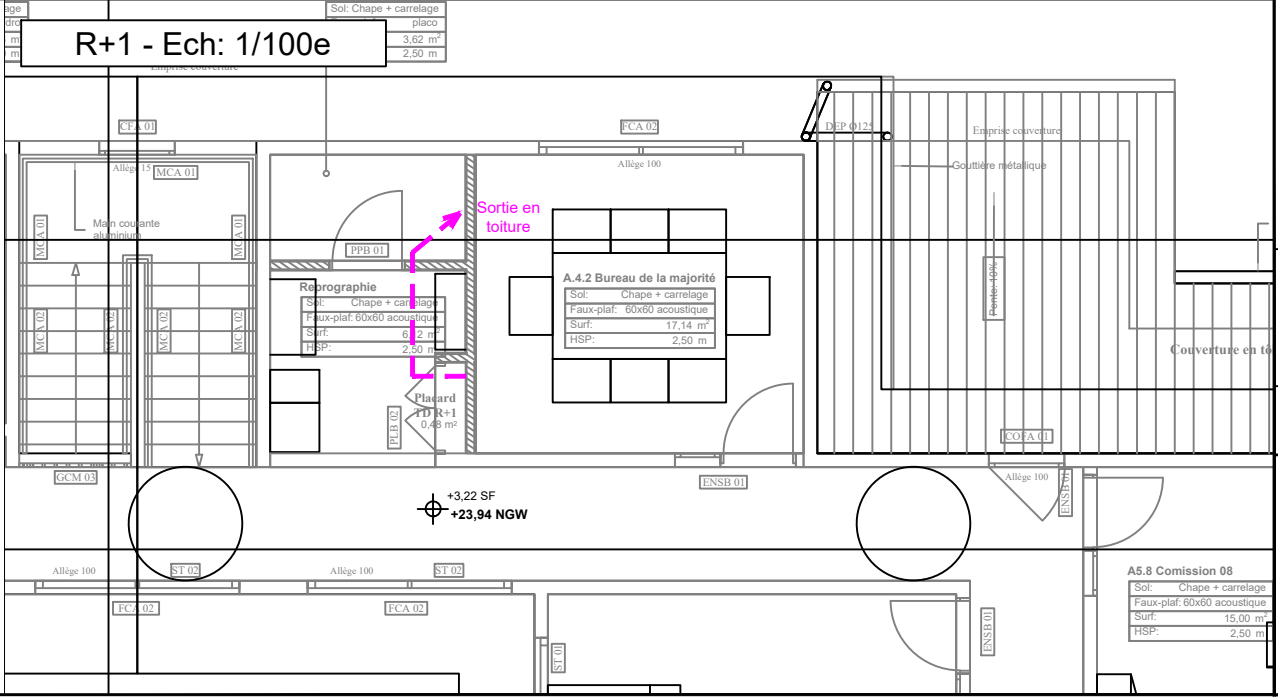 R+1 - Ech: 1/100e
Sol: Chape + carrelage
placo
3,62 m²
2,50 m
Emprise couverture
CFA 01
FCA 02
DEP Ø125
Emprise couverture
Allège 15
MCA 01
Allège 100
Gouttière métallique
Main courante
aluminium
MCA 01
MCA 01
Sortie en
toiture
PPB 01
Pente: 10%
Reprographie
Sol: Chape + carrelage
Faux-plaf: 60x60 acoustique
Surf:
HSP: 2,50 m
A.4.2 Bureau de la majorité
Sol: Chape + carrelage
Faux-plaf: 60x60 acoustique
Surf: 17,14 m²
HSP: 2,50 m
MCA 02
MCA 02
MCA 02
MCA 02
Couverture en tô
Placard
TD R+1
0,48 m²
PLB 02
COFA 01
GCM 03
ENSB 01
Allège 100
ENSB 01
+3,22 SF
+23,94 NGW
Allège 100
ST 02
Allège 100
ST 02
FCA 02
FCA 02
A5.8 Comission 08
Sol: Chape + carrelage
Faux-plaf: 60x60 acoustique
Surf: 15,00 m²
HSP: 2,50 m
ENSB 01
ST 01